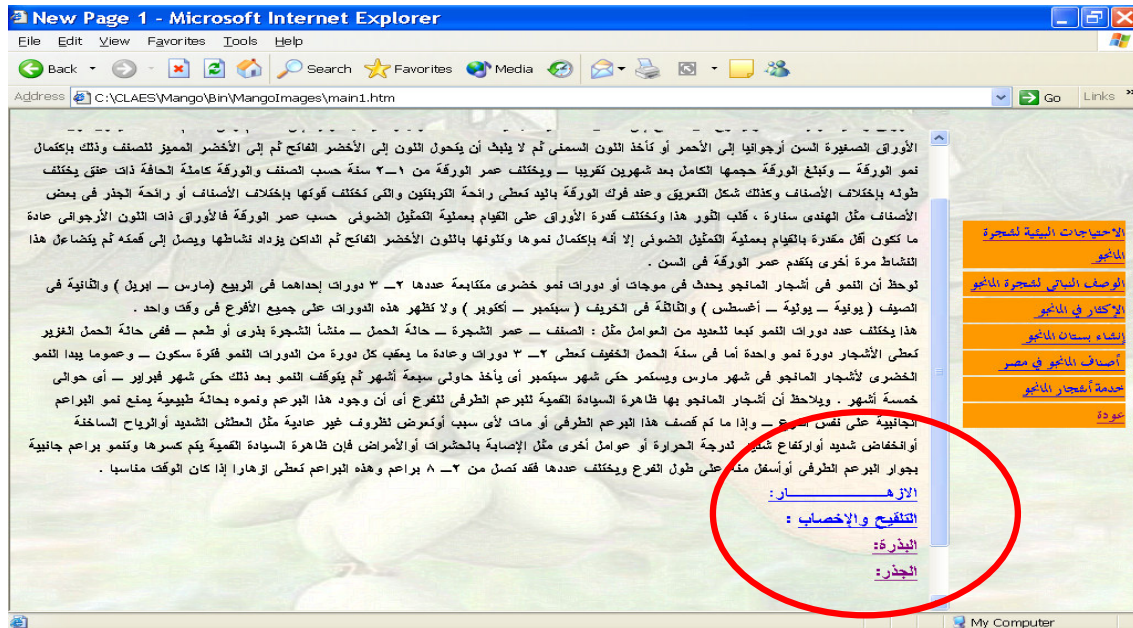 New Page 1 - Microsoft Internet Explorer
File Edit View Favorites Tools Help
Back Search Favorites Media
Address C:\CLAES\Mango\Bin\MangoImages\main1.htm Go Links
الأوراق الصغيرة السن أرجوانيا إلى الأحمر أو تأخذ اللون السمنى ثم لا يلبث أن يتحول اللون إلى الأخضر الفاتح ثم إلى الأخضر المميز للصنف وذلك بإكتمال
نمو الورقة – وتبلغ الورقة حجمها الكامل بعد شهرين تقريبا – ويختلف عمر الورقة من ١–٢ سنة حسب الصنف والورقة كاملة الحافة ذات عنق يختلف
طوله بإختلاف الأصناف وكذلك شكل التعريق وعند فرك الورقة باليد تعطى رائحة التربنتين والتى تختلف قوتها بإختلاف الأصناف أو رائحة الجذر فى بعض
الأصناف مثل الهندى سنارة ، قلب الثور هذا وتختلف قدرة الأوراق على القيام بعملية التمثيل الضوئى حسب عمر الورقة فالأوراق ذات اللون الأرجوانى عادة
ما تكون أقل مقدرة بالقيام بعملية التمثيل الضوئى إلا أنه بإكتمال نموها وتلونها باللون الأخضر الفاتح ثم الداكن يزداد نشاطها ويصل إلى قمته ثم يتضاءل هذا
النشاط مرة أخرى بتقدم عمر الورقة فى السن .
لوحظ أن النمو فى أشجار المانجو يحدث فى موجات أو دورات نمو خضرى متتابعة عددها ٢– ٣ دورات إحداهما فى الربيع (مارس – ابريل ) والثانية فى
الصيف ( يونية – يولية – أغسطس ) والثالثة فى الخريف ( سبتمبر – أكتوبر ) ولا تظهر هذه الدورات على جميع الأفرع فى وقت واحد .
هذا يختلف عدد دورات النمو تبعا للعديد من العوامل مثل : الصنف – عمر الشجرة – حالة الحمل – منشأ الشجرة بذرى أو طعم – ففى حالة الحمل الغزير
تعطى الأشجار دورة نمو واحدة أما فى سنة الحمل الخفيف تعطى ٢– ٣ دورات وعادة ما يعقب كل دورة من الدورات النمو فترة سكون – وعموما يبدا النمو
الخضرى لأشجار المانجو فى شهر مارس ويستمر حتى شهر سبتمبر أى يأخذ حاولى سبعة أشهر ثم يتوقف النمو بعد ذلك حتى شهر فبراير – أى حوالى
خمسة أشهر . ويلاحظ أن أشجار المانجو بها ظاهرة السيادة القمية للبرعم الطرفى للفرع أى أن وجود هذا البرعم ونموه بحالة طبيعية يمنع نمو البراعم
الجانبية على نفس الفرع – وإذا ما تم قصف هذا البرعم الطرفى أو مات لأى سبب أوتعرض لظروف غير عادية مثل العطش الشديد أوالرياح الساخنة
أوانخفاض شديد أوارتفاع شديد لدرجة الحرارة أو عوامل أخرى مثل الإصابة بالحشرات أوالأمراض فإن ظاهرة السيادة القمية يتم كسرها وتنمو براعم جانبية
بجوار البرعم الطرفى أوأسفل منه على طول الفرع ويختلف عددها فقد تصل من ٢– ٨ براعم وهذه البراعم تعطى ازهارا إذا كان الوقت مناسبا .
الازهـــــــــــار:
التلقيح والإخصاب :
البذرة:
الجذر:
الاحتياجات البيئية لشجرة
المانجو
الوصف النباتي لشجرة المانجو
الإكثار في المانجو
إنشاء بستان المانجو
أصناف المانجو في مصر
خدمة أشجار المانجو
عودة
My Computer